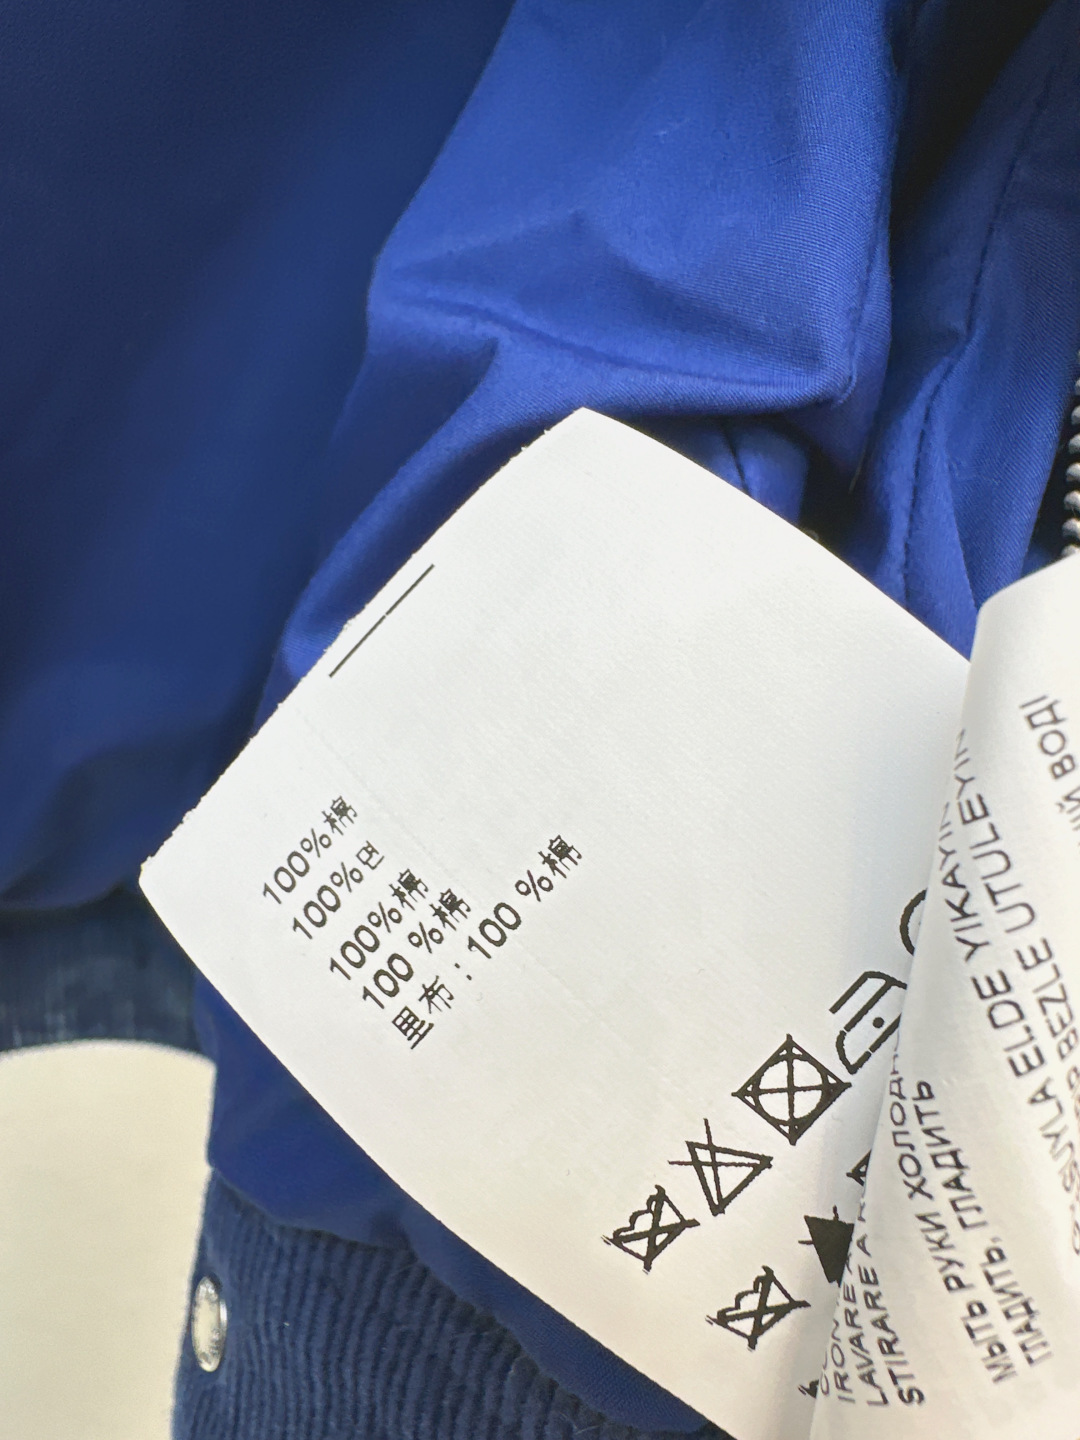 100%棉
100%면
100%棉
100 %棉
里布 : 100 %棉
IRON
LAVARE A
STIRARE A
МЫТЬ РУКИ ХОЛОДН
ГЛАДИТЬ, ГЛАДИТЬ
ELDE YIKAYIN
BEZLE UTULEYIN
ВОДІ